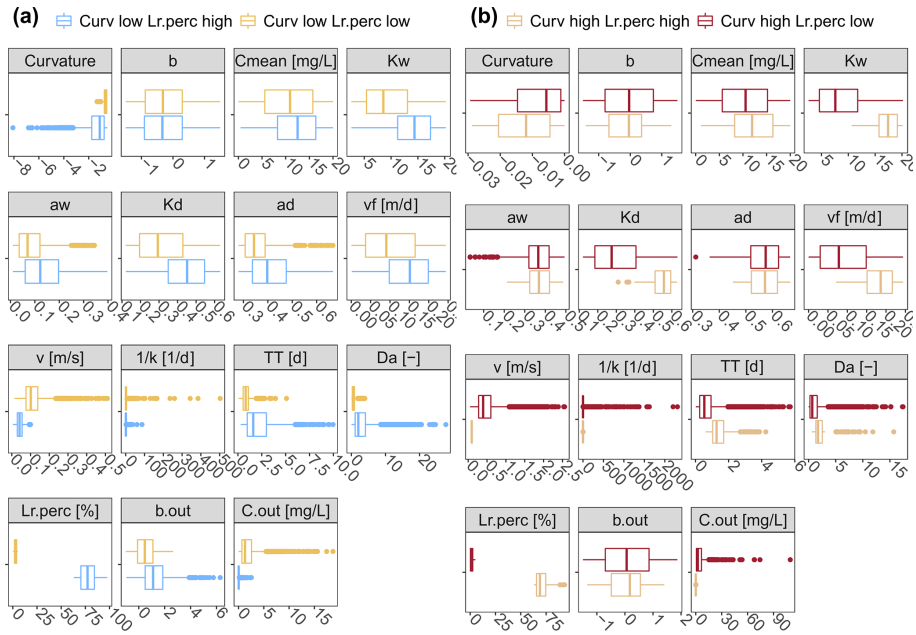 (a) Curv low Lr.perc high Curv low Lr.perc low
Curvature b Cmean [mg/L] Kw
−8 −6 −4 −2 −1 0 1 0 5 10 15 20 5 10 15 20
aw Kd ad vf [m/d]
0.0 0.1 0.2 0.3 0.4 0.1 0.2 0.3 0.4 0.5 0.6 0.2 0.3 0.4 0.5 0.6 0.00 0.05 0.10 0.15 0.20
v [m/s] 1/k [1/d] TT [d] Da [−]
0.0 0.1 0.2 0.3 0.4 0.5 0 100 200 300 400 500 0.0 2.5 5.0 7.5 10.0 0 10 20
Lr.perc [%] b.out C.out [mg/L]
0 25 50 75 100 0 2 4 6 0 5 10 15
(b) Curv high Lr.perc high Curv high Lr.perc low
Curvature b Cmean [mg/L] Kw
−0.03 −0.02 −0.01 0.00 −1 0 1 0 5 10 15 20 5 10 15 20
aw Kd ad vf [m/d]
0.1 0.2 0.3 0.4 0.1 0.2 0.3 0.4 0.5 0.6 0.3 0.4 0.5 0.6 0.00 0.05 0.10 0.15 0.20
v [m/s] 1/k [1/d] TT [d] Da [−]
0.0 0.5 1.0 1.5 2.0 2.5 0 500 1000 1500 2000 0 2 4 6 0 5 10 15
Lr.perc [%] b.out C.out [mg/L]
0 25 50 75 −1 0 1 2 0 30 60 90